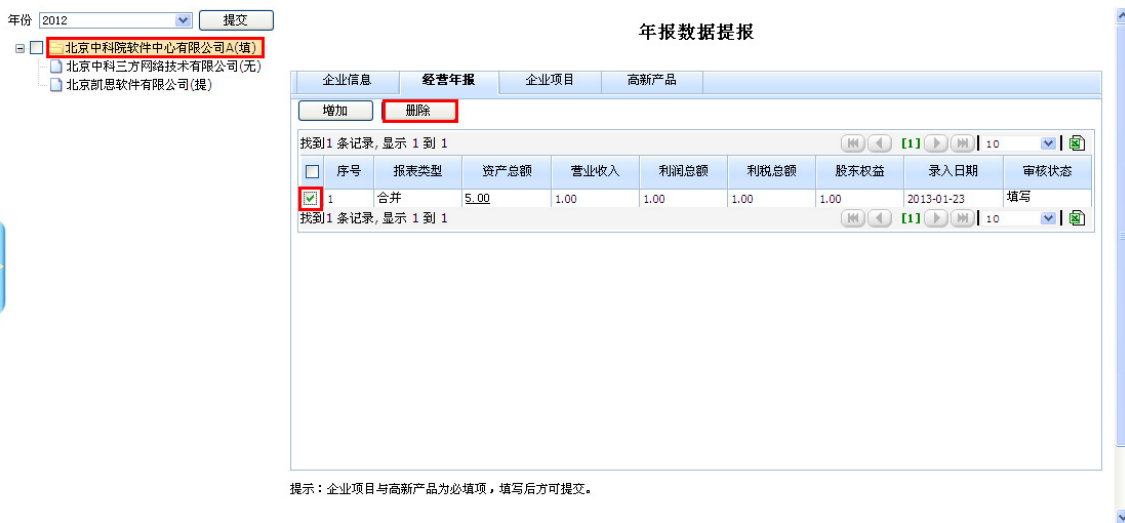 年份 2012 提交
年报数据提报
北京中科院软件中心有限公司A(填)
北京中科三方网络技术有限公司(无)
北京凯思软件有限公司(提)
企业信息 经营年报 企业项目 高新产品
增加 删除
找到1 条记录, 显示 1 到 1 [1] 10
序号 报表类型 资产总额 营业收入 利润总额 利税总额 股东权益 录入日期 审核状态
1 合并 5.00 1.00 1.00 1.00 1.00 2013-01-23 填写
找到1 条记录, 显示 1 到 1 [1] 10
提示：企业项目与高新产品为必填项，填写后方可提交。